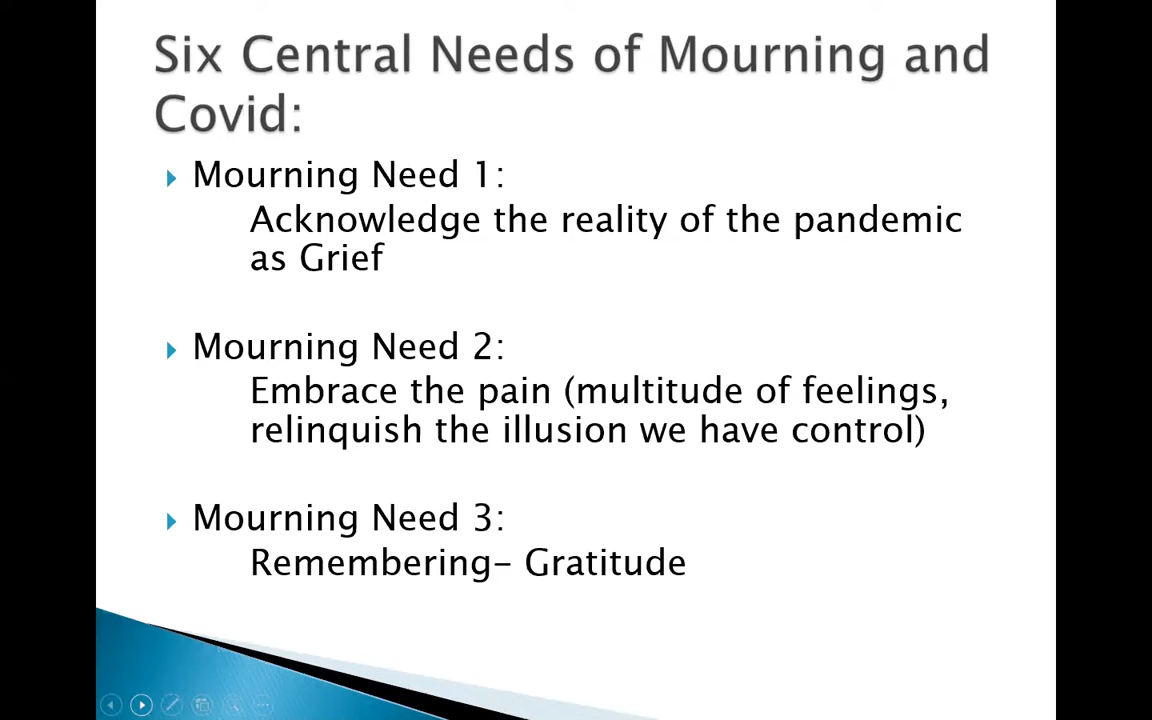 Six Central Needs of Mourning and
Covid:
Mourning Need 1:
Acknowledge the reality of the pandemic
as Grief
Mourning Need 2:
Embrace the pain (multitude of feelings,
relinquish the illusion we have control)
Mourning Need 3:
Remembering- Gratitude